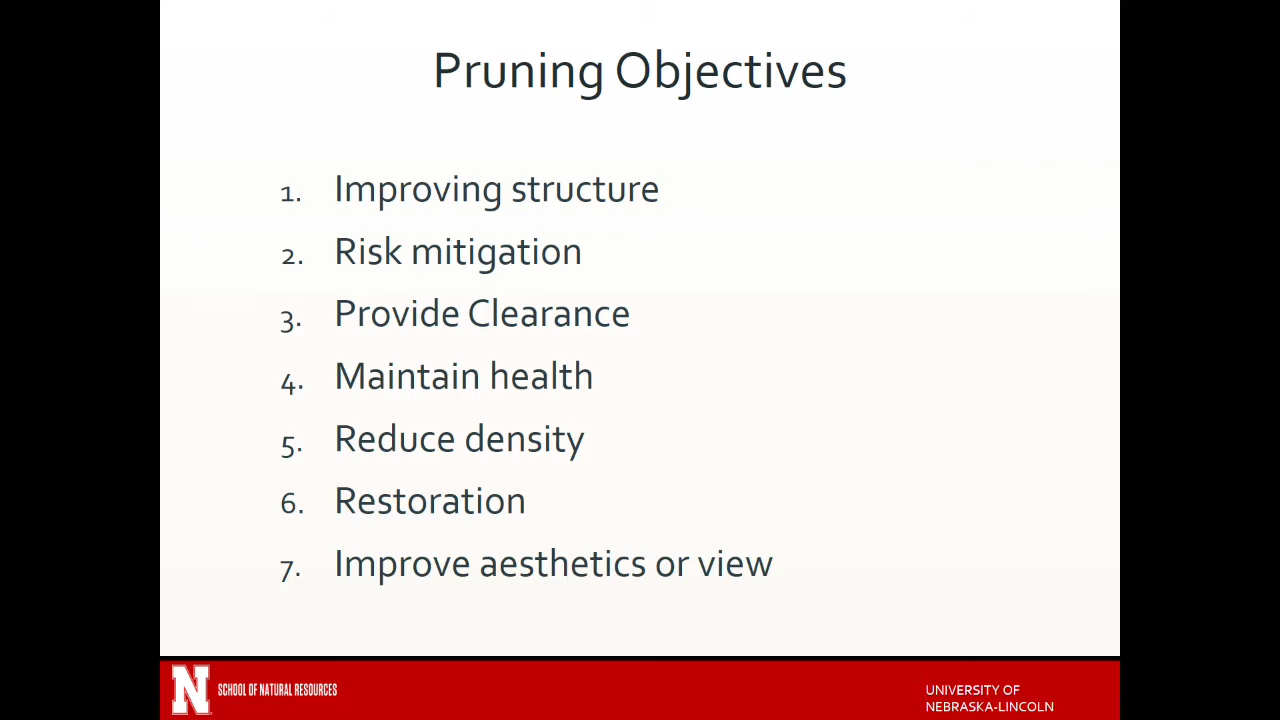 Pruning Objectives
1. Improving structure
2. Risk mitigation
3. Provide Clearance
4. Maintain health
5. Reduce density
6. Restoration
7. Improve aesthetics or view
N SCHOOL OF NATURAL RESOURCES
UNIVERSITY OF
NEBRASKA-LINCOLN